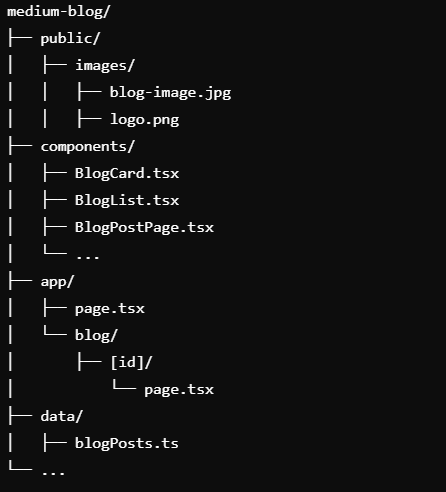 medium-blog/
├── public/
│   ├── images/
│   │   ├── blog-image.jpg
│   │   ├── logo.png
├── components/
│   ├── BlogCard.tsx
│   ├── BlogList.tsx
│   ├── BlogPostPage.tsx
│   └── ...
├── app/
│   ├── page.tsx
│   └── blog/
│       ├── [id]/
│           └── page.tsx
├── data/
│   ├── blogPosts.ts
└── ...